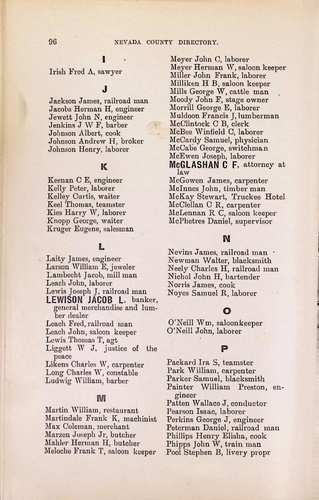 96
NEVADA COUNTY DIRECTORY.
I
Irish Fred A, sawyer
J
Jackson James, railroad man
Jacobs Herman H, engineer
Jewett John N, engineer
Jenkins J W F, barber
Johnson Albert, cook
Johnson Andrew H, broker
Johnson Henry, laborer
K
Keenan C E, engineer
Kelly Peter, laborer
Kelley Curtis, waiter
Keel Thomas, teamster
Kies Harry W, laborer
Knopp George, waiter
Kruger Eugene, salesman
L
Laity James, engineer
Larson William E, jeweler
Lambecht Jacob, mill man
Leach John, laborer
Lewis Joseph J, railroad man
LEWISON JACOB L. banker,
general merchandise and lum-
ber dealer
Leach Fred, railroad man
Leach John, saloon keeper
Lewis Thomas T, agt
Liggett W J, justice of the
peace
Likens Charles W, carpenter
Long Charles W, constable
Ludwig William, barber
M
Martin William, restaurant
Martindale Frank K, machinist
Max Coleman, merchant
Marzen Joseph Jr, butcher
Mahler Herman H, butcher
Meloche Frank T, saloon keeper
Meyer John C, laborer
Meyer Herman W, saloon keeper
Miller John Frank, laborer
Milliken H B, saloon keeper
Mills George W, cattle man
Moody John F, stage owner
Morrill George E, laborer
Muldoon Francis J, lumberman
McClintock C B, clerk
McBee Winfield C, laborer
McCardy Samuel, physician
McCabe George, switchman
McEwen Joseph, laborer
McGLASHAN C F, attorney at
law
McGowen James, carpenter
McInnes John, timber man
McKay Stewart, Truckee Hotel
McClellan C R, carpenter
McLennan R C, saloon keeper
McPhetres Daniel, supervisor
N
Nevins James, railroad man
Newman Walter, blacksmith
Neely Charles H, railroad man
Nichol John H, bartender
Norris James, cook
Noyes Samuel R, laborer
O
O'Neill Wm, saloonkeeper
O'Neill John, laborer
P
Packard Ira S, teamster
Park William, carpenter
Parker Samuel, blacksmith
Painter William Preston, en-
gineer
Patten Wallace J, conductor
Pearson Isaac, laborer
Perkins George J, engineer
Peterman Daniel, railroad man
Phillips Henry Elisha, cook
Phipps John W, train man
Pool Stephen B, livery propr